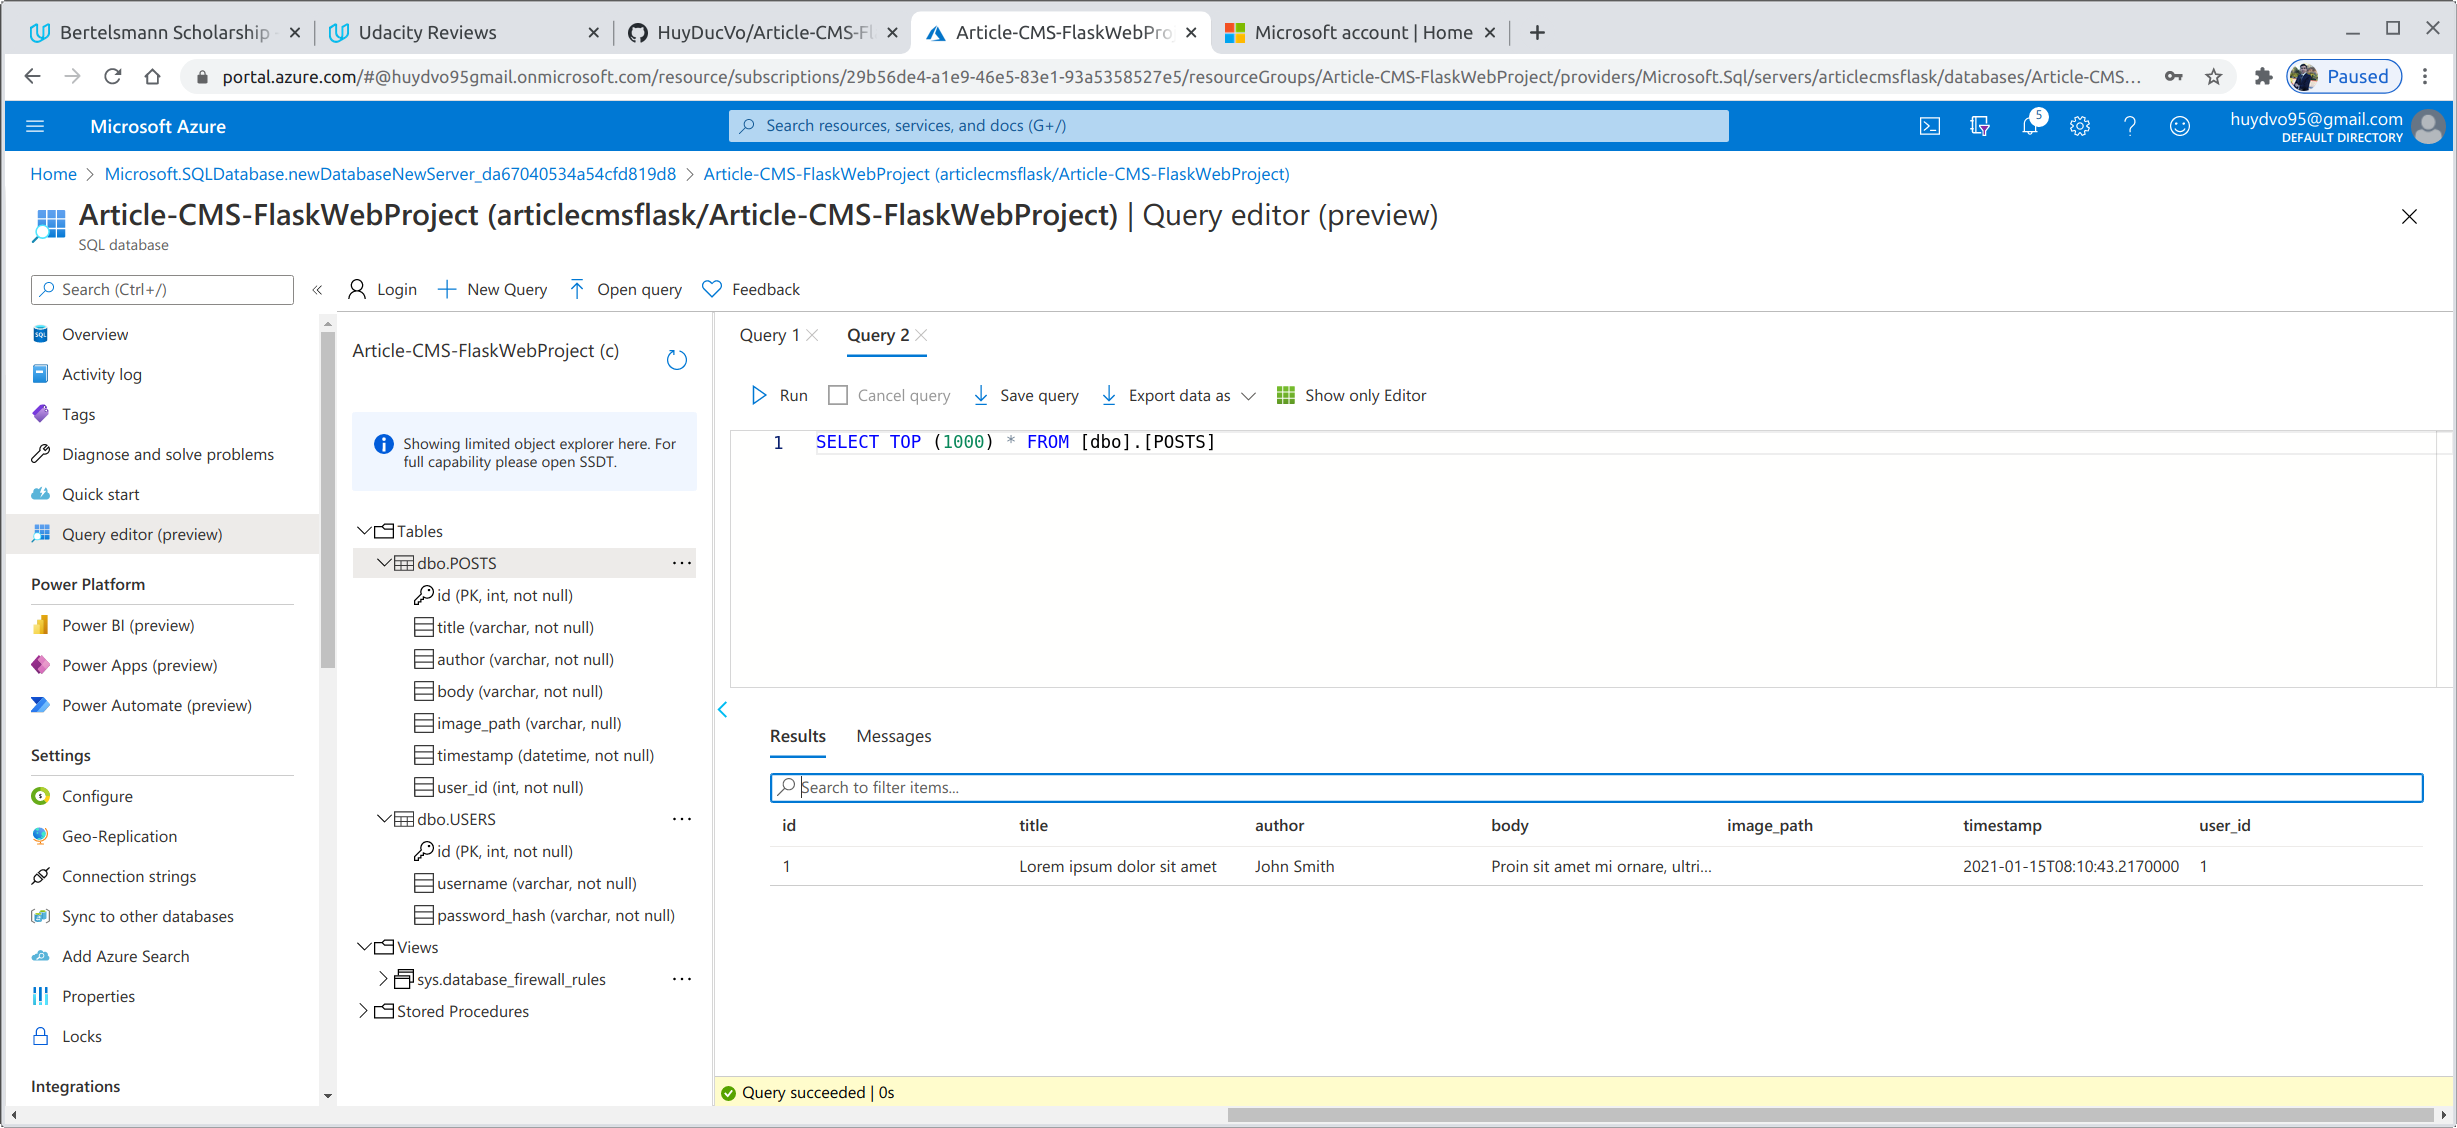 Bertelsmann Scholarship
Udacity Reviews
HuyDucVo/Article-CMS-Fl
Article-CMS-FlaskWebPro
Microsoft account | Home
portal.azure.com/#@huydvo95gmail.onmicrosoft.com/resource/subscriptions/29b56de4-a1e9-46e5-83e1-93a5358527e5/resourceGroups/Article-CMS-FlaskWebProject/providers/Microsoft.Sql/servers/articlecmsflask/databases/Article-CMS...
Paused
Microsoft Azure
Search resources, services, and docs (G+/)
5
huydvo95@gmail.com
DEFAULT DIRECTORY
Home > Microsoft.SQLDatabase.newDatabaseNewServer_da67040534a54cfd819d8 > Article-CMS-FlaskWebProject (articlecmsflask/Article-CMS-FlaskWebProject)
Article-CMS-FlaskWebProject (articlecmsflask/Article-CMS-FlaskWebProject) | Query editor (preview)
SQL database
Search (Ctrl+/)
Overview
Activity log
Tags
Diagnose and solve problems
Quick start
Query editor (preview)
Power Platform
Power BI (preview)
Power Apps (preview)
Power Automate (preview)
Settings
Configure
Geo-Replication
Connection strings
Sync to other databases
Add Azure Search
Properties
Locks
Integrations
Login
New Query
Open query
Feedback
Article-CMS-FlaskWebProject (c)
Showing limited object explorer here. For
full capability please open SSDT.
Tables
dbo.POSTS
id (PK, int, not null)
title (varchar, not null)
author (varchar, not null)
body (varchar, not null)
image_path (varchar, null)
timestamp (datetime, not null)
user_id (int, not null)
dbo.USERS
id (PK, int, not null)
username (varchar, not null)
password_hash (varchar, not null)
Views
sys.database_firewall_rules
Stored Procedures
Query 1
Query 2
Run
Cancel query
Save query
Export data as
Show only Editor
1 SELECT TOP (1000) * FROM [dbo].[POSTS]
Results
Messages
Search to filter items...
id title author body image_path timestamp user_id
1 Lorem ipsum dolor sit amet John Smith Proin sit amet mi ornare, ultri... 2021-01-15T08:10:43.2170000 1
Query succeeded | 0s